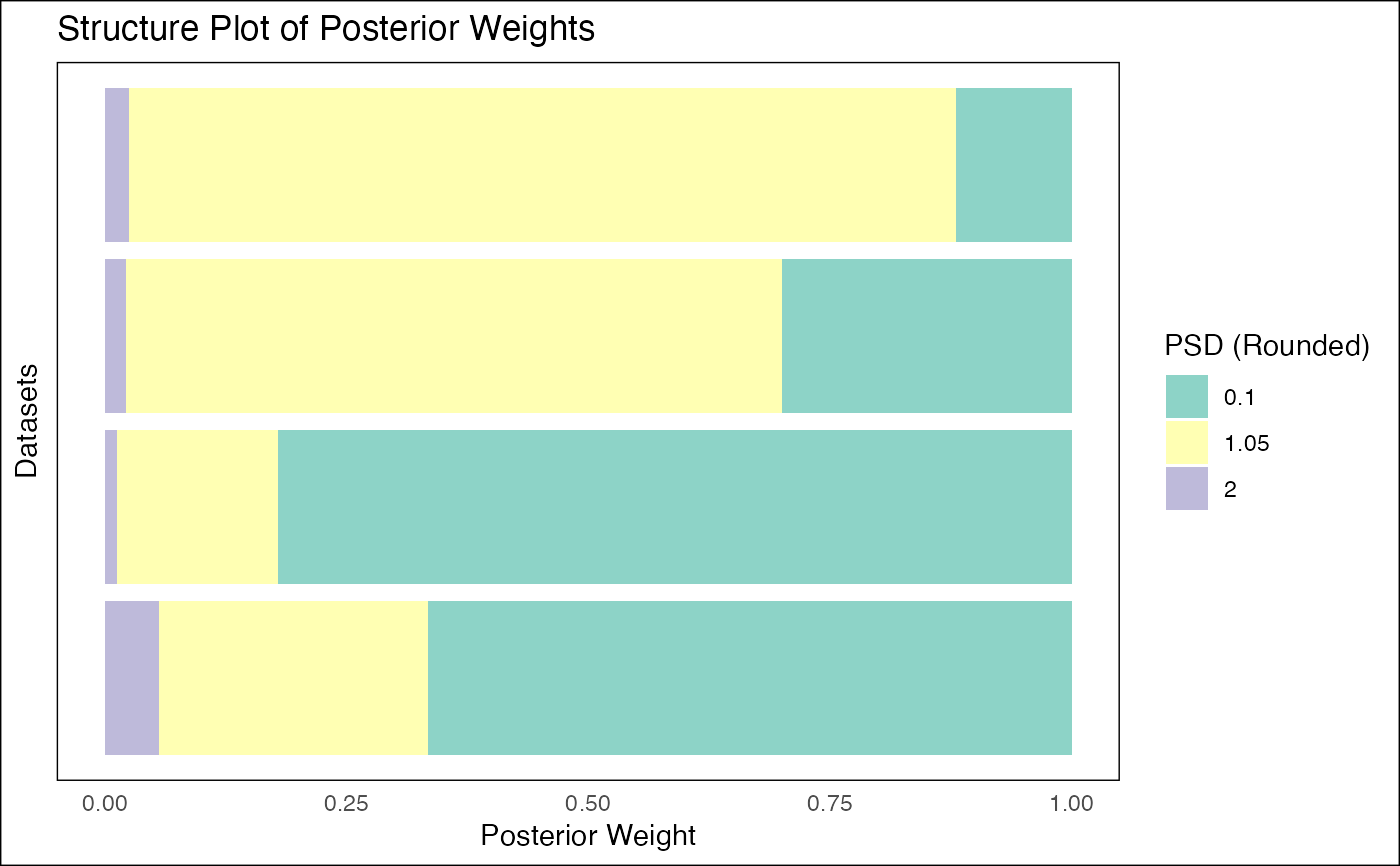 Structure Plot of Posterior Weights
Datasets
0.00 0.25 0.50 0.75 1.00
Posterior Weight
PSD (Rounded)
0.1
1.05
2